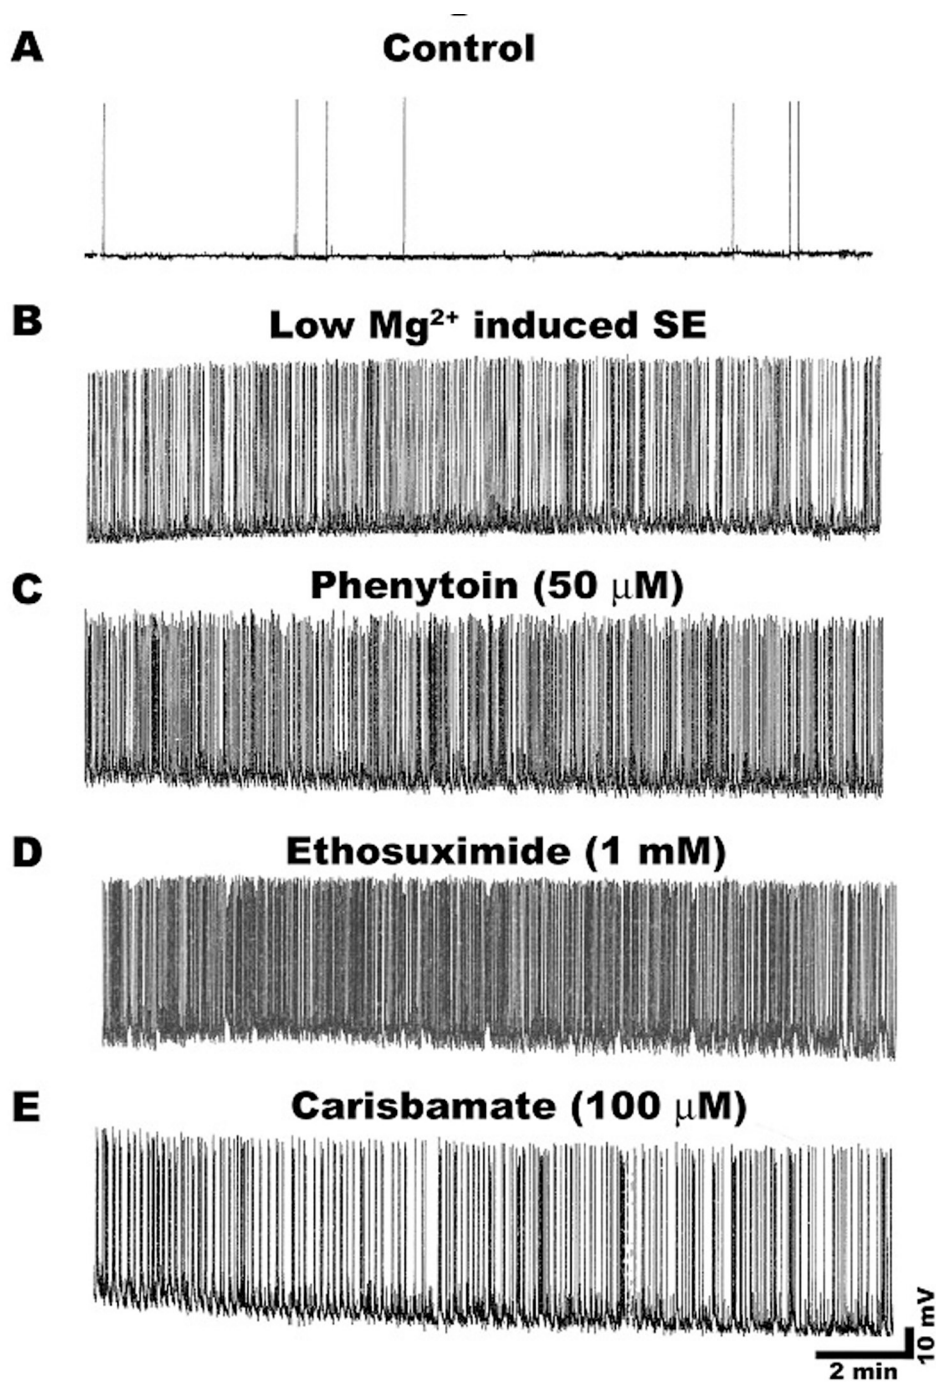 A
Control
B
Low Mg²⁺ induced SE
C
Phenytoin (50 μM)
D
Ethosuximide (1 mM)
E
Carisbamate (100 μM)
10 mV
2 min